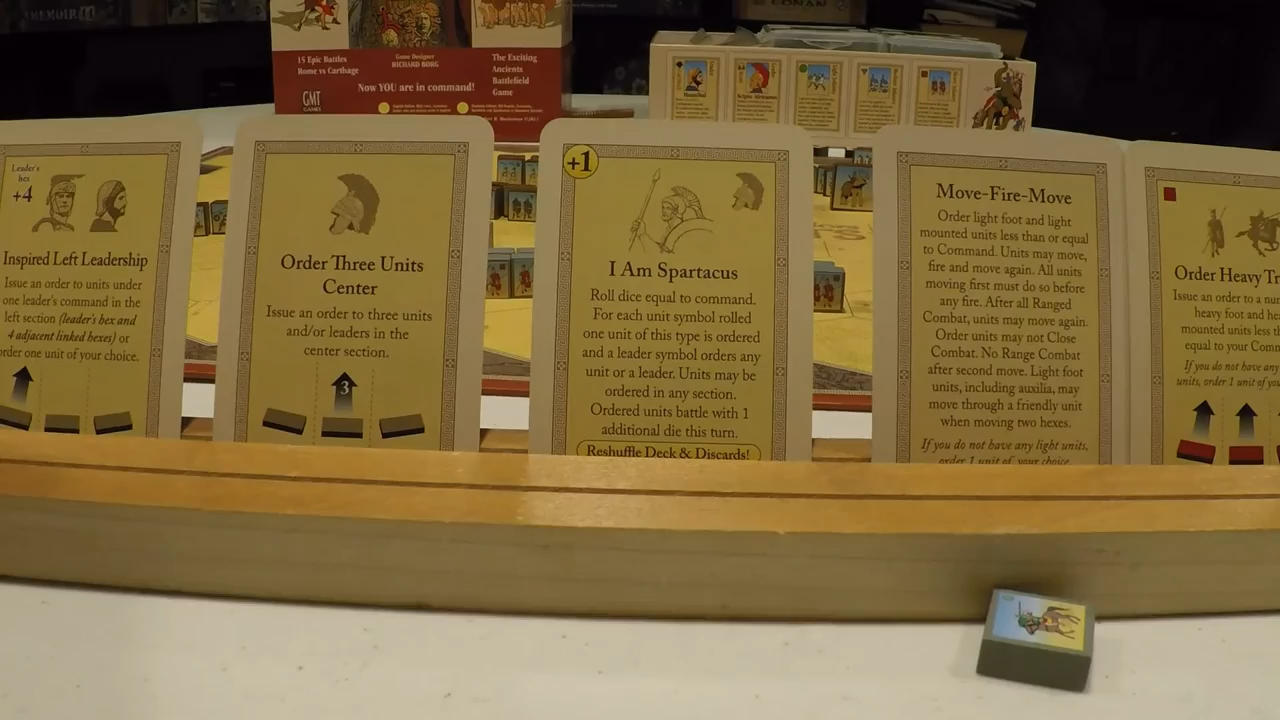 MEMOIR 44
CONAN
15 Epic Battles
Rome vs Carthage
Game Designer
RICHARD BORG
The Exciting
Ancients
Battlefield
Game
Now YOU are in command!
GMT
GAMES
Leader's
hex
+4
Inspired Left Leadership
Issue an order to units under
one leader's command in the
left section (leader's hex and
4 adjacent linked hexes) or
order one unit of your choice.
Order Three Units
Center
Issue an order to three units
and/or leaders in the
center section.
3
+1
I Am Spartacus
Roll dice equal to command.
For each unit symbol rolled
one unit of this type is ordered
and a leader symbol orders any
unit or a leader. Units may be
ordered in any section.
Ordered units battle with 1
additional die this turn.
Reshuffle Deck & Discards!
Move-Fire-Move
Order light foot and light
mounted units less than or equal
to Command. Units may move,
fire and move again. All units
moving first must do so before
any fire. After all Ranged
Combat, units may move again.
Order units may not Close
Combat. No Range Combat
after second move. Light foot
units, including auxilia, may
move through a friendly unit
when moving two hexes.
If you do not have any light units,
order 1 unit of your choice.
Order Heavy Tr
Issue an order to a nu
heavy foot and he
mounted units less t
equal to your Com
If you do not have any
units, order 1 unit of yo